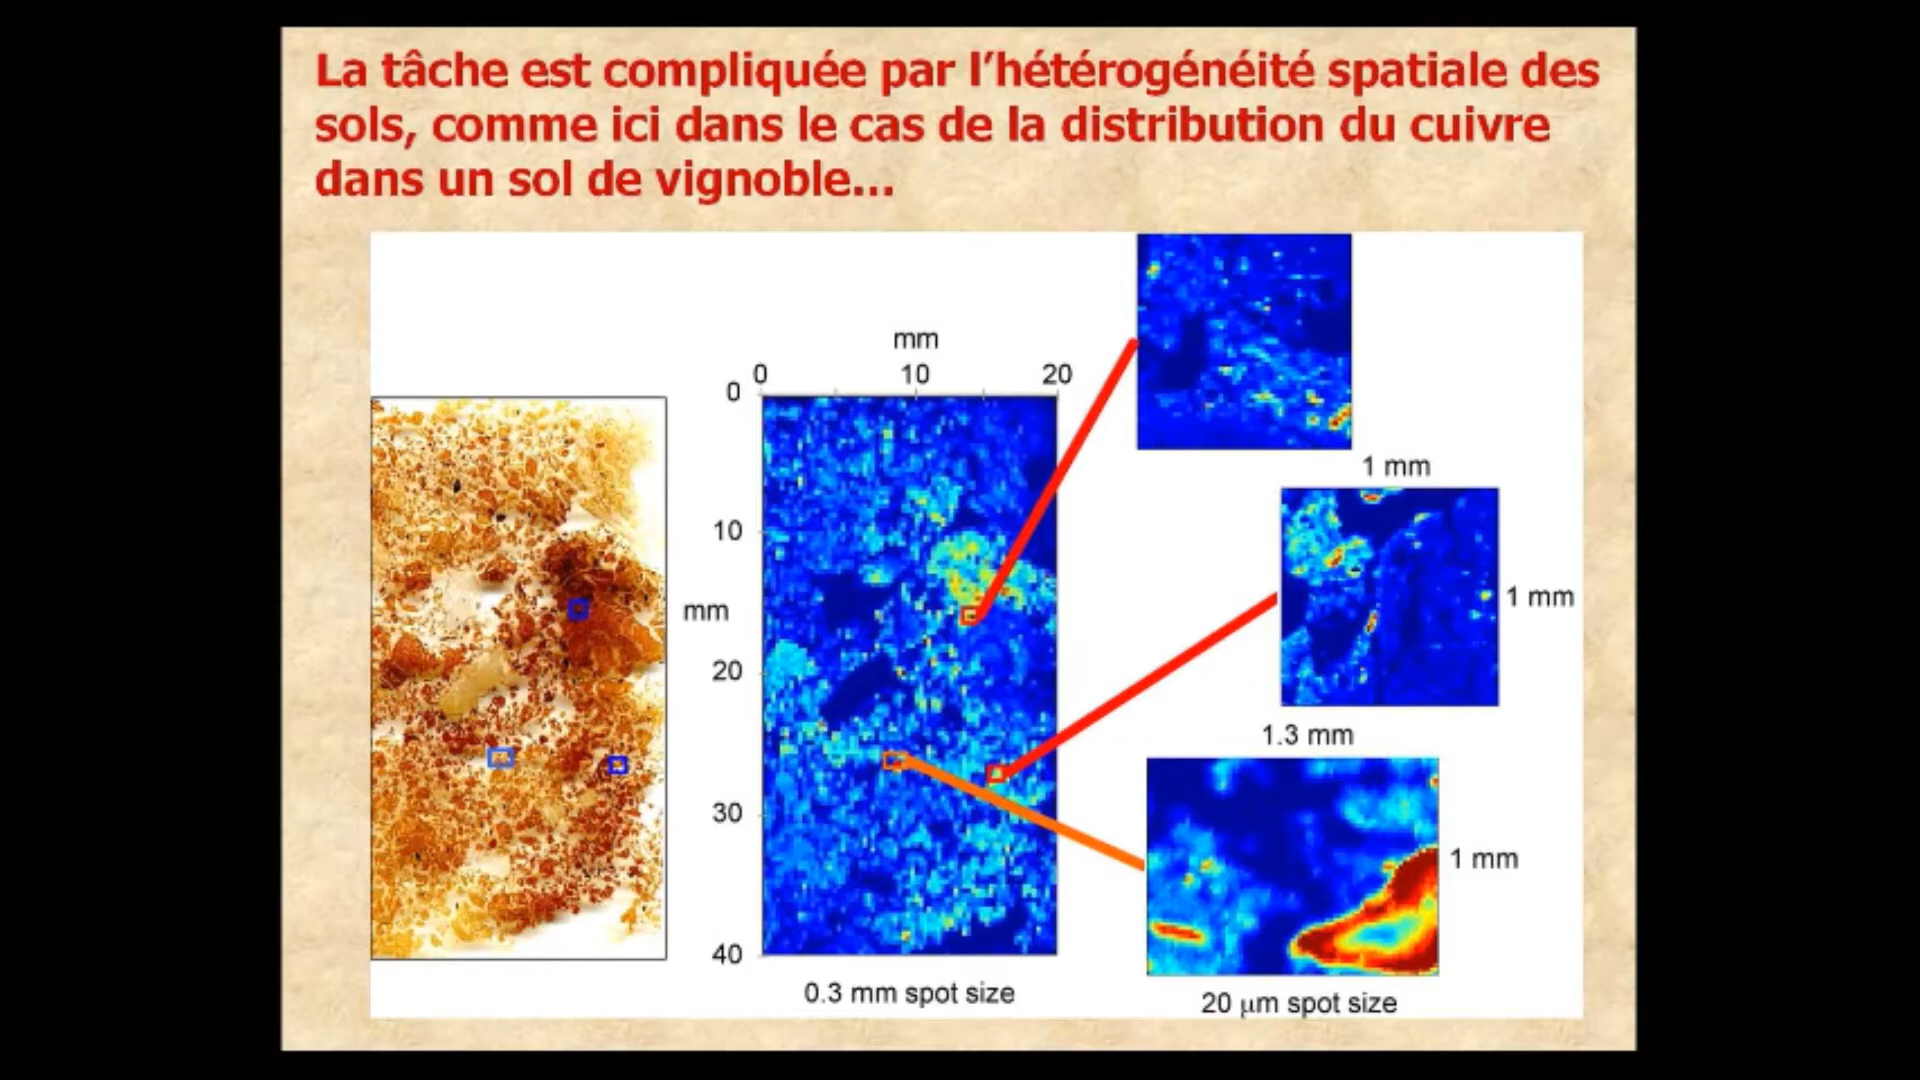 La tâche est compliquée par l’hétérogénéité spatiale des
sols, comme ici dans le cas de la distribution du cuivre
dans un sol de vignoble...
mm
0 10 20
0
10
mm
20
30
40
0.3 mm spot size
1 mm
1 mm
1.3 mm
1 mm
20 μm spot size